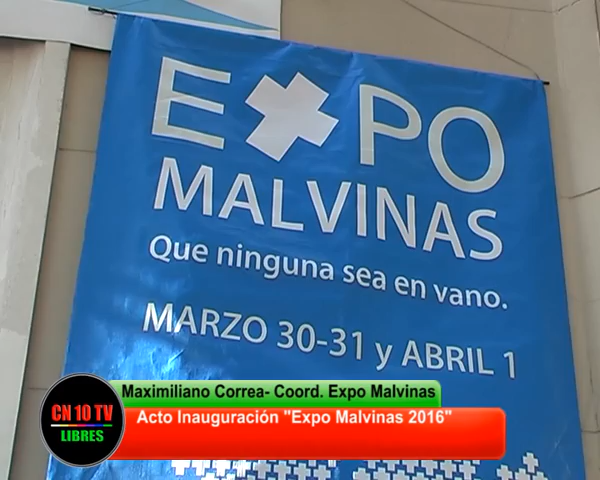 EXPO
MALVINAS
Que ninguna sea en vano.
MARZO 30-31 y ABRIL 1
Maximiliano Correa- Coord. Expo Malvinas
Acto Inauguración "Expo Malvinas 2016"
CN 10 TV
LIBRES